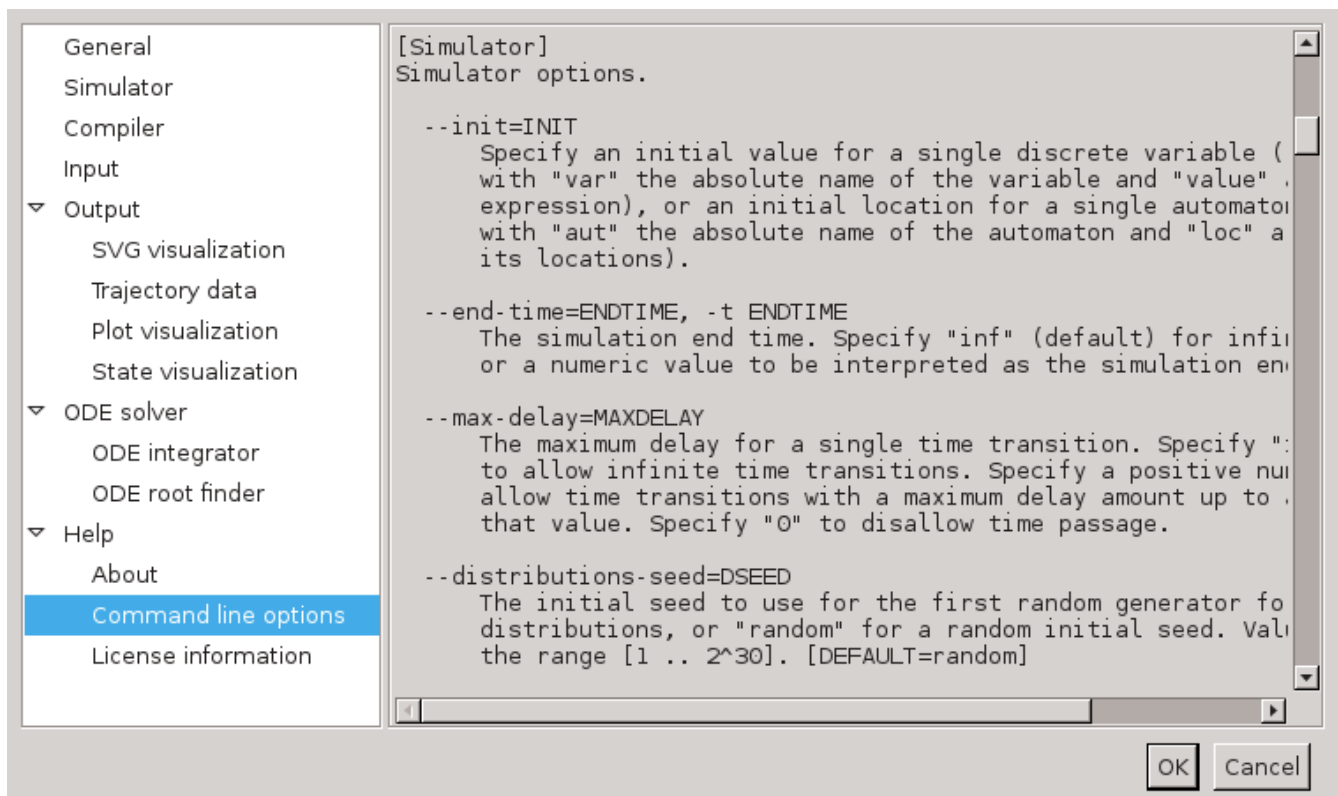 General
Simulator
Compiler
Input
Output
SVG visualization
Trajectory data
Plot visualization
State visualization
ODE solver
ODE integrator
ODE root finder
Help
About
Command line options
License information
[Simulator]
Simulator options.
--init=INIT
Specify an initial value for a single discrete variable (
with "var" the absolute name of the variable and "value"
expression), or an initial location for a single
with "aut" the absolute name of the automaton and "loc" a
its locations).
--end-time=ENDTIME, -t ENDTIME
The simulation end time. Specify "inf" (default) for
or a numeric value to be interpreted as the simulation
--max-delay=MAXDELAY
The maximum delay for a single time transition. Specify
to allow infinite time transitions. Specify a positive
allow time transitions with a maximum delay amount up to
that value. Specify "0" to disallow time passage.
--distributions-seed=DSEED
The initial seed to use for the first random generator fo
distributions, or "random" for a random initial seed.
the range [1 .. 2^30]. [DEFAULT=random]
OK
Cancel